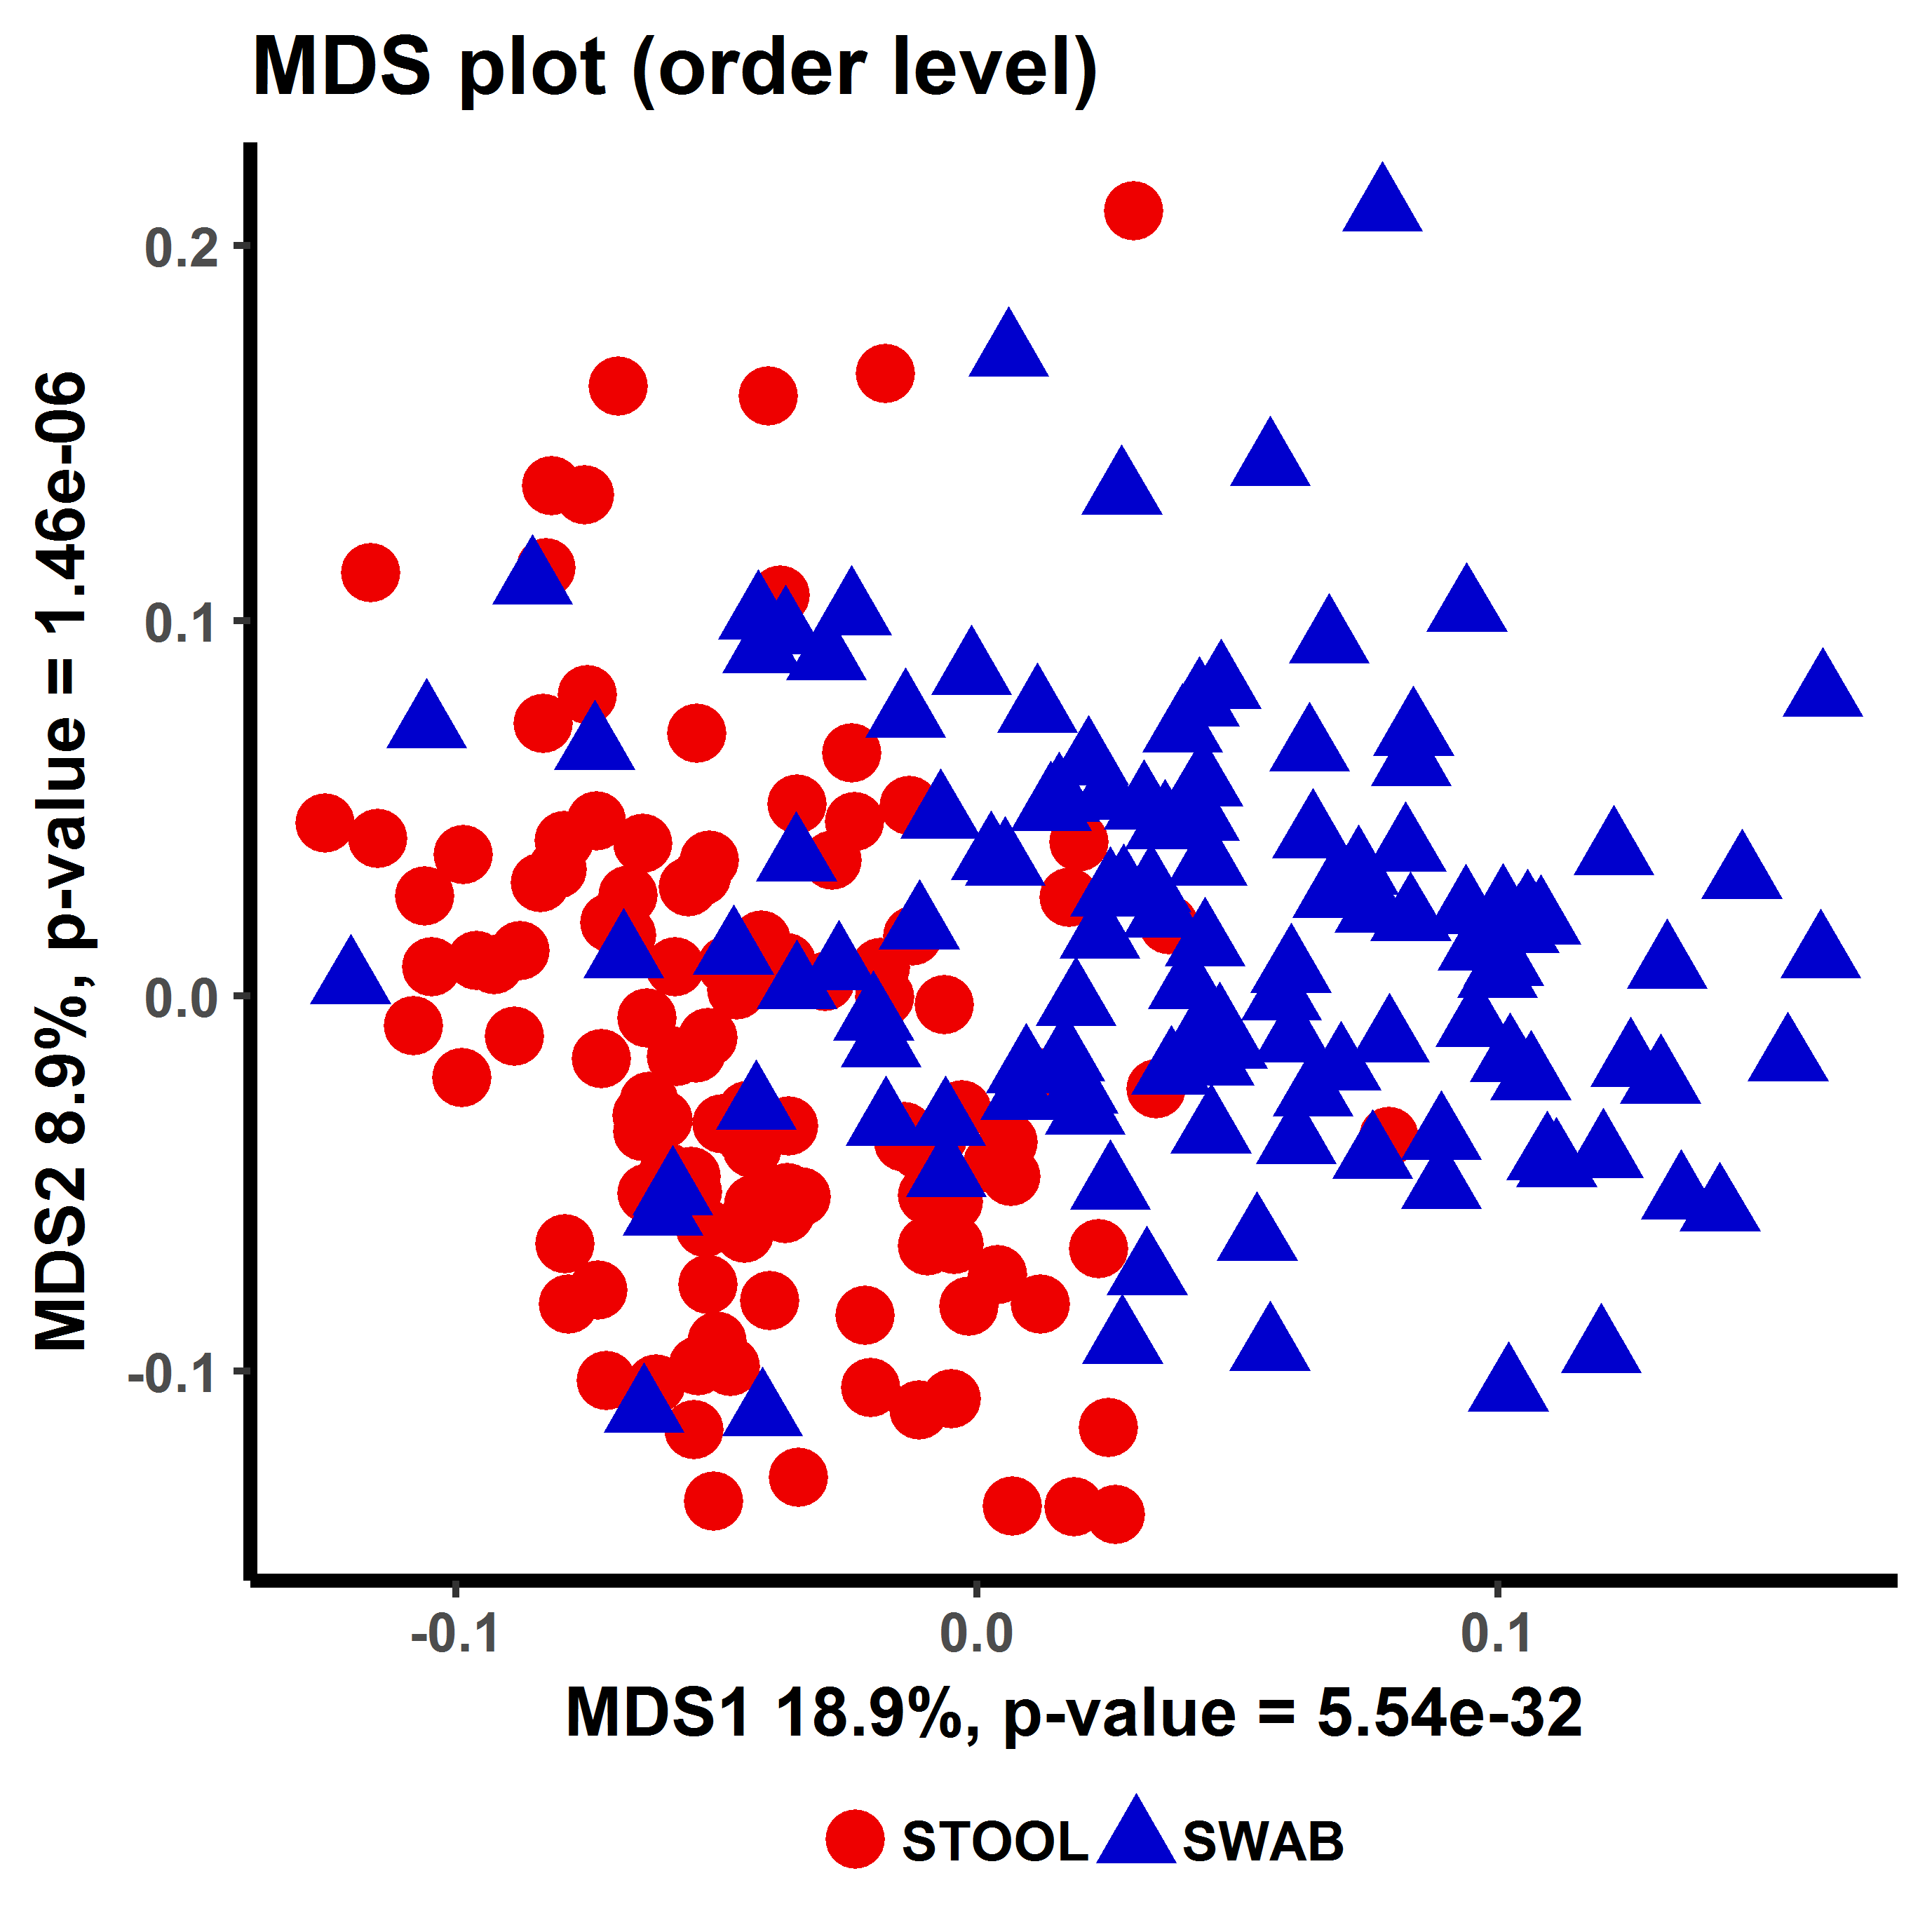 MDS plot (order level)
MDS2 8.9%, p-value = 1.46e-06
0.2
0.1
0.0
-0.1
-0.1 0.0 0.1
MDS1 18.9%, p-value = 5.54e-32
STOOL SWAB